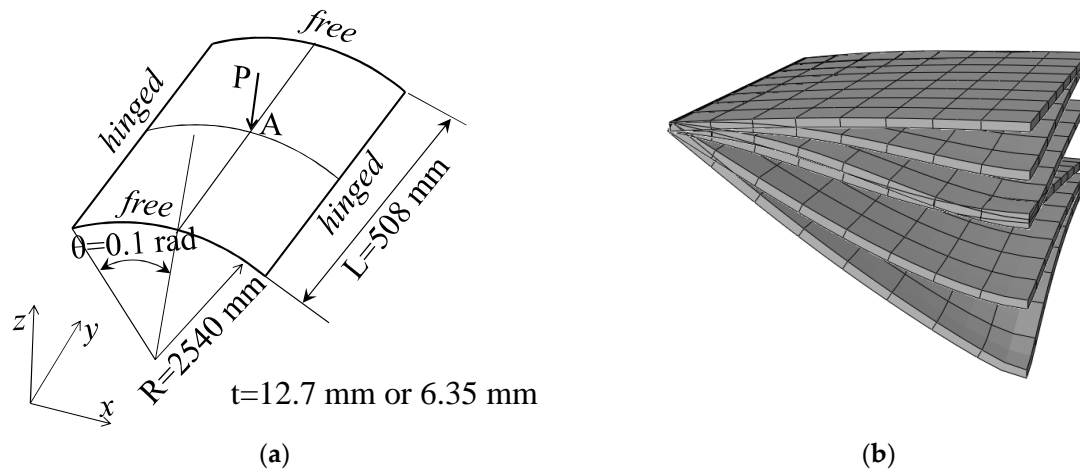 free
P
A
hinged
hinged
free
θ=0.1 rad
L=508 mm
R=2540 mm
z
y
x
t=12.7 mm or 6.35 mm
(a)
(b)